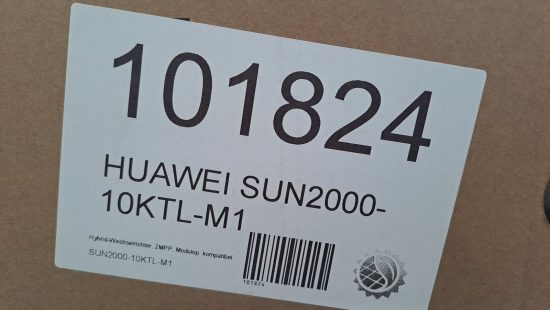 101824
HUAWEI SUN2000-
10KTL-M1
Hybrid-Wechselrichter, 2MPP, Modulop. kompatibel
SUN2000-10KTL-M1
101824